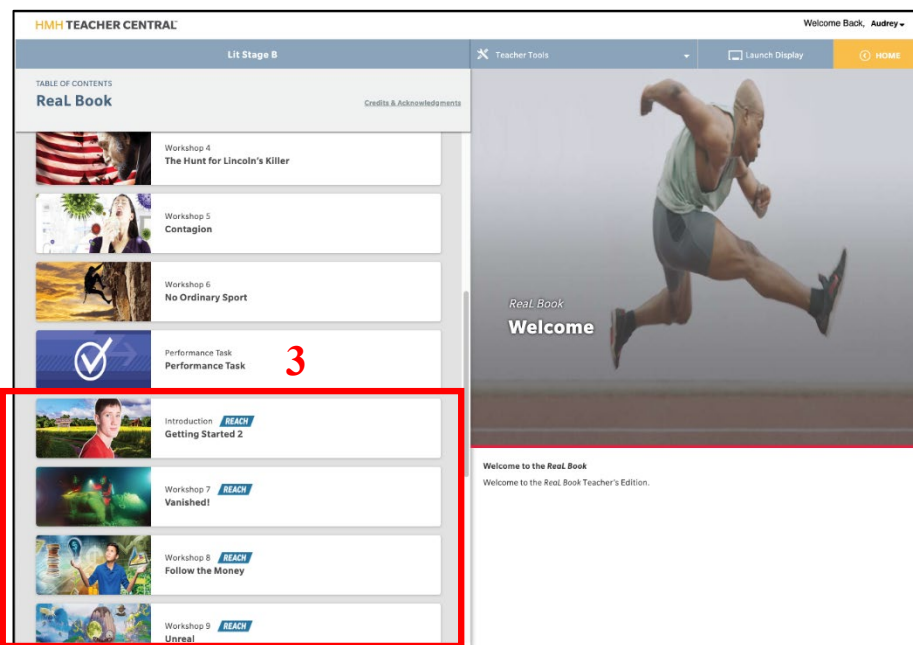 HMH TEACHER CENTRAL
Welcome Back, Audrey
Lit Stage B
Teacher Tools
Launch Display
HOME
TABLE OF CONTENTS
ReaL Book
Credits & Acknowledgments
Workshop 4
The Hunt for Lincoln's Killer
Workshop 5
Contagion
Workshop 6
No Ordinary Sport
Performance Task
Performance Task
3
Introduction REACH
Getting Started 2
Workshop 7 REACH
Vanished!
Workshop 8 REACH
Follow the Money
Workshop 9 REACH
Unreal
ReaL Book
Welcome
Welcome to the ReaL Book
Welcome to the ReaL Book Teacher's Edition.